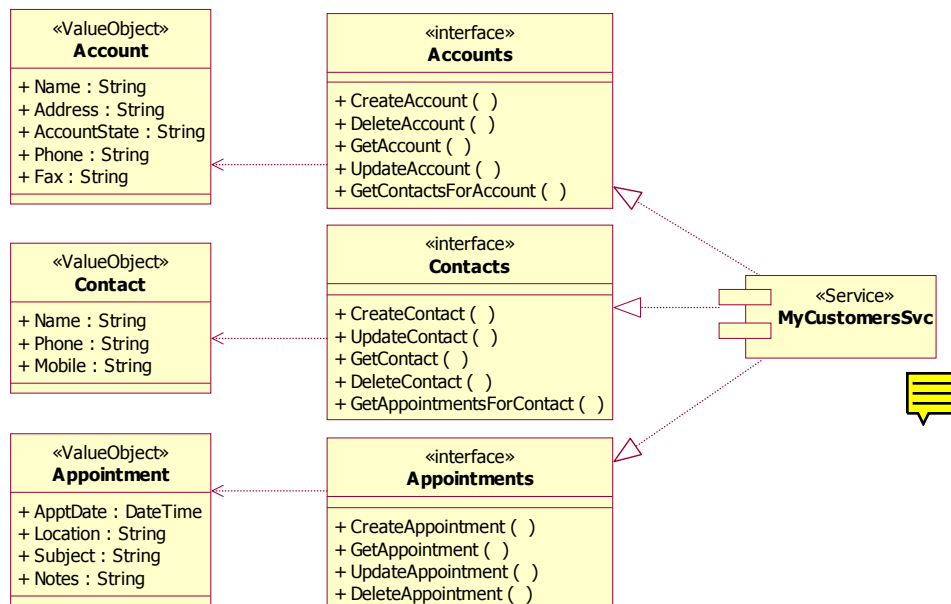 «ValueObject»
Account
+ Name : String
+ Address : String
+ AccountState : String
+ Phone : String
+ Fax : String
«interface»
Accounts
+ CreateAccount ( )
+ DeleteAccount ( )
+ GetAccount ( )
+ UpdateAccount ( )
+ GetContactsForAccount ( )
«ValueObject»
Contact
+ Name : String
+ Phone : String
+ Mobile : String
«interface»
Contacts
+ CreateContact ( )
+ UpdateContact ( )
+ GetContact ( )
+ DeleteContact ( )
+ GetAppointmentsForContact ( )
«Service»
MyCustomersSvc
«ValueObject»
Appointment
+ ApptDate : DateTime
+ Location : String
+ Subject : String
+ Notes : String
«interface»
Appointments
+ CreateAppointment ( )
+ GetAppointment ( )
+ UpdateAppointment ( )
+ DeleteAppointment ( )